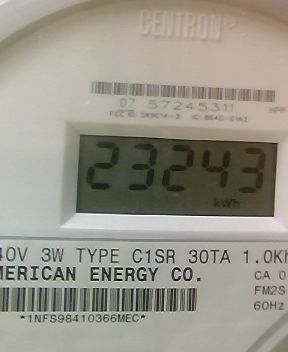 CENTRON®
07 57245311
23243
kWh
40V 3W TYPE C1SR 30TA 1.0Kh
MERICAN ENERGY CO.
CA 0
FM2S
60Hz
*1NFS98410366MEC*